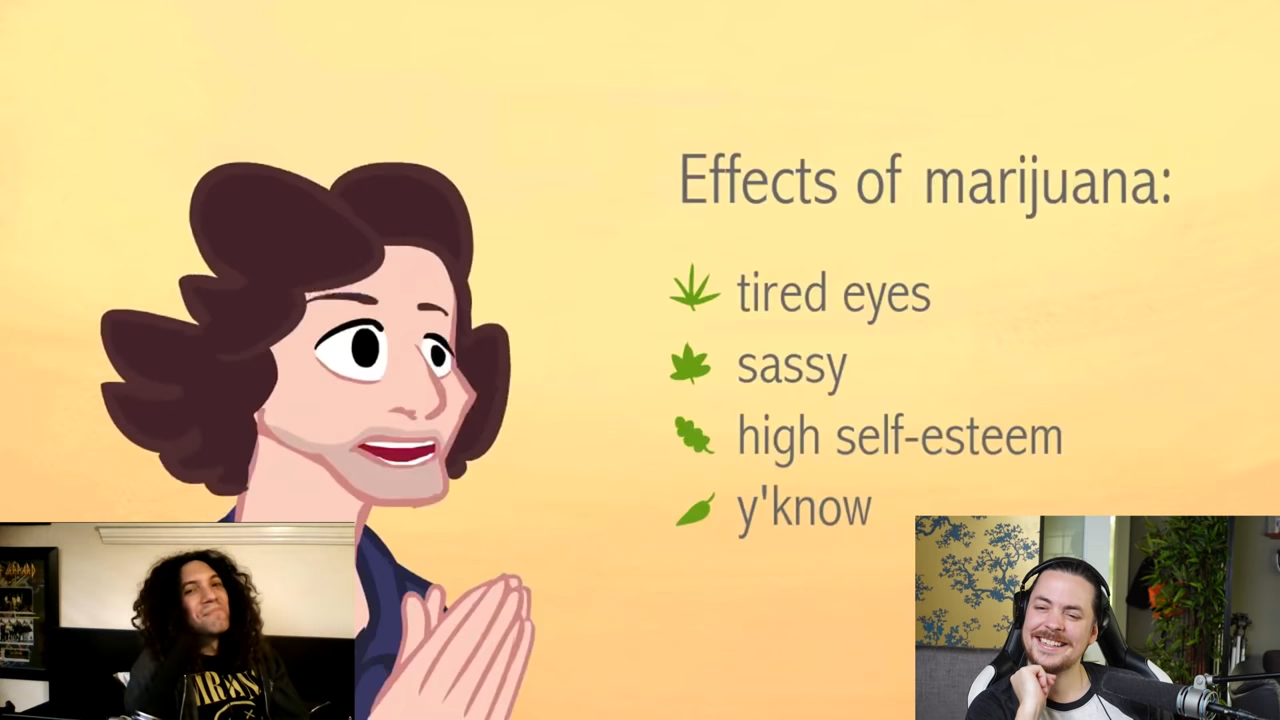 Effects of marijuana:
tired eyes
sassy
high self-esteem
y'know